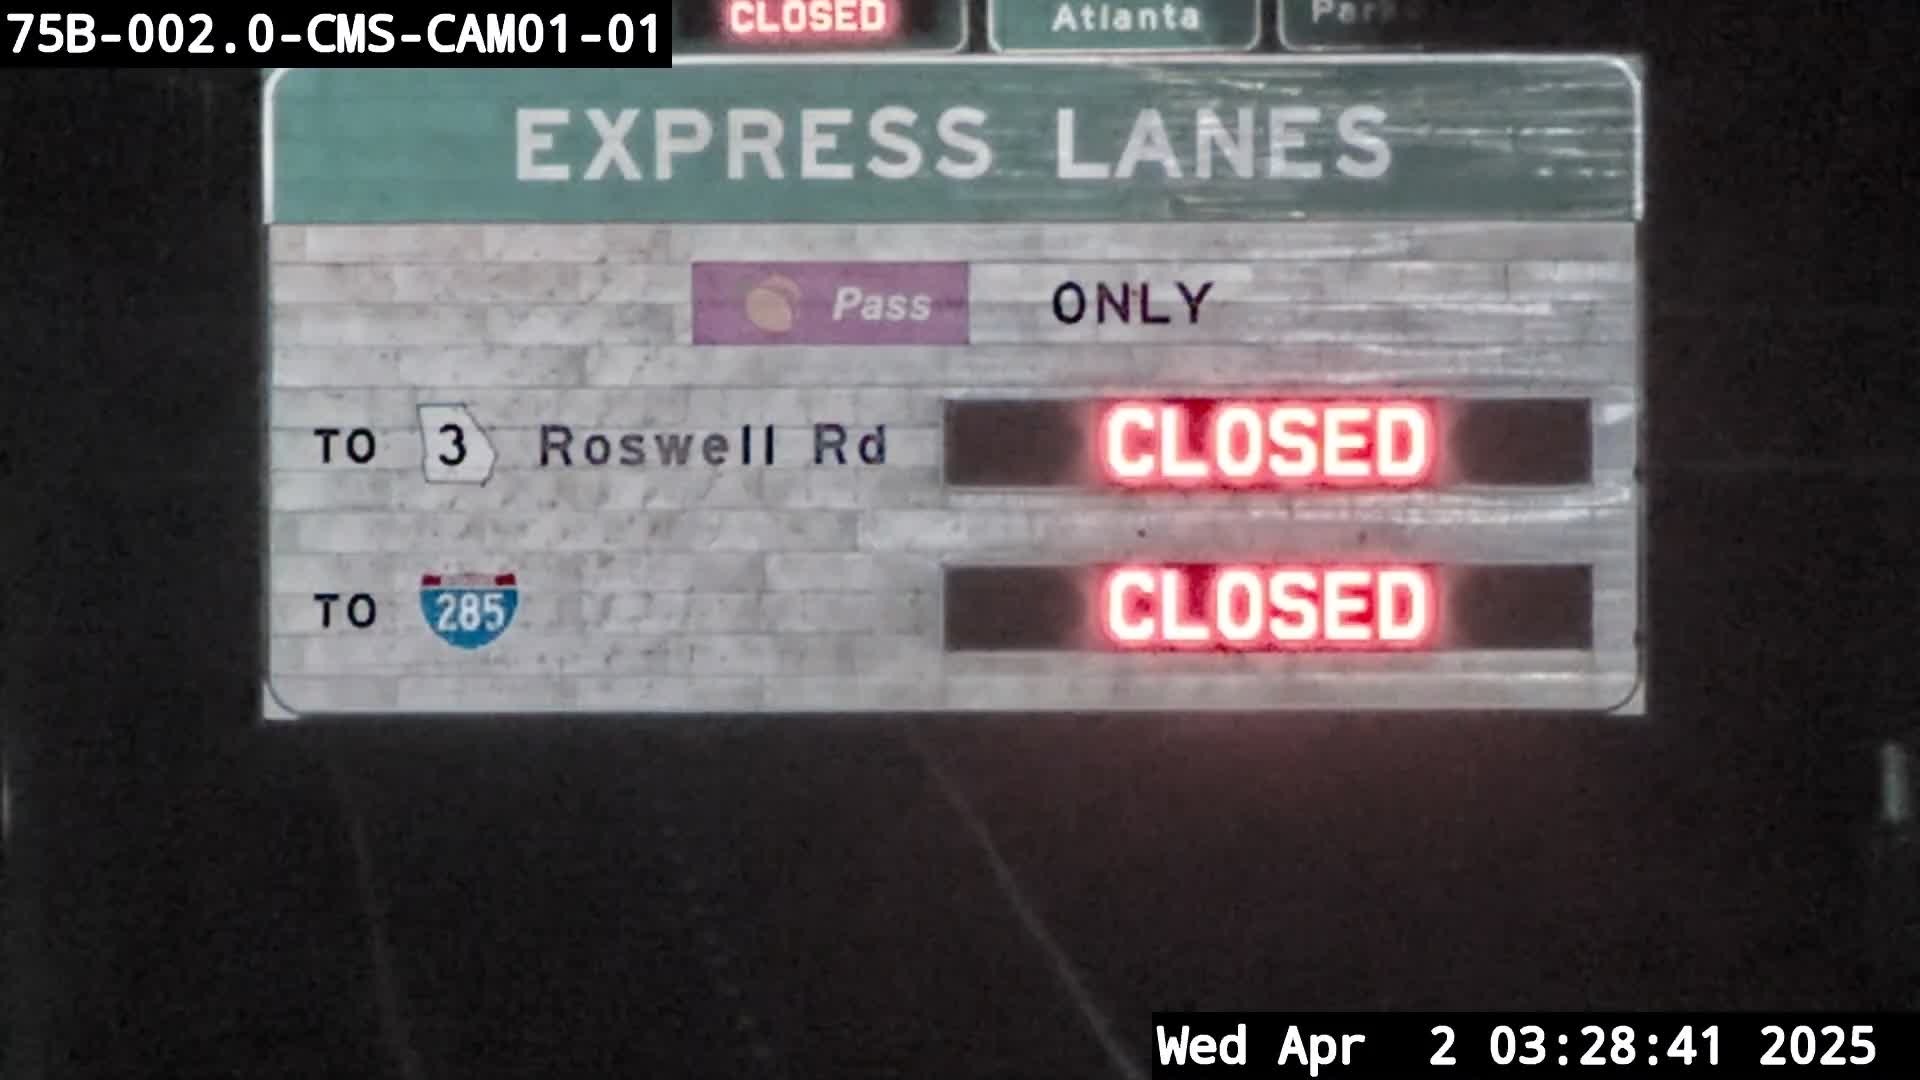 75B-002.0-CMS-CAM01-01
CLOSED
Atlanta
EXPRESS LANES
Pass ONLY
TO 3 Roswell Rd CLOSED
TO 285 CLOSED
Wed Apr 2 03:28:41 2025